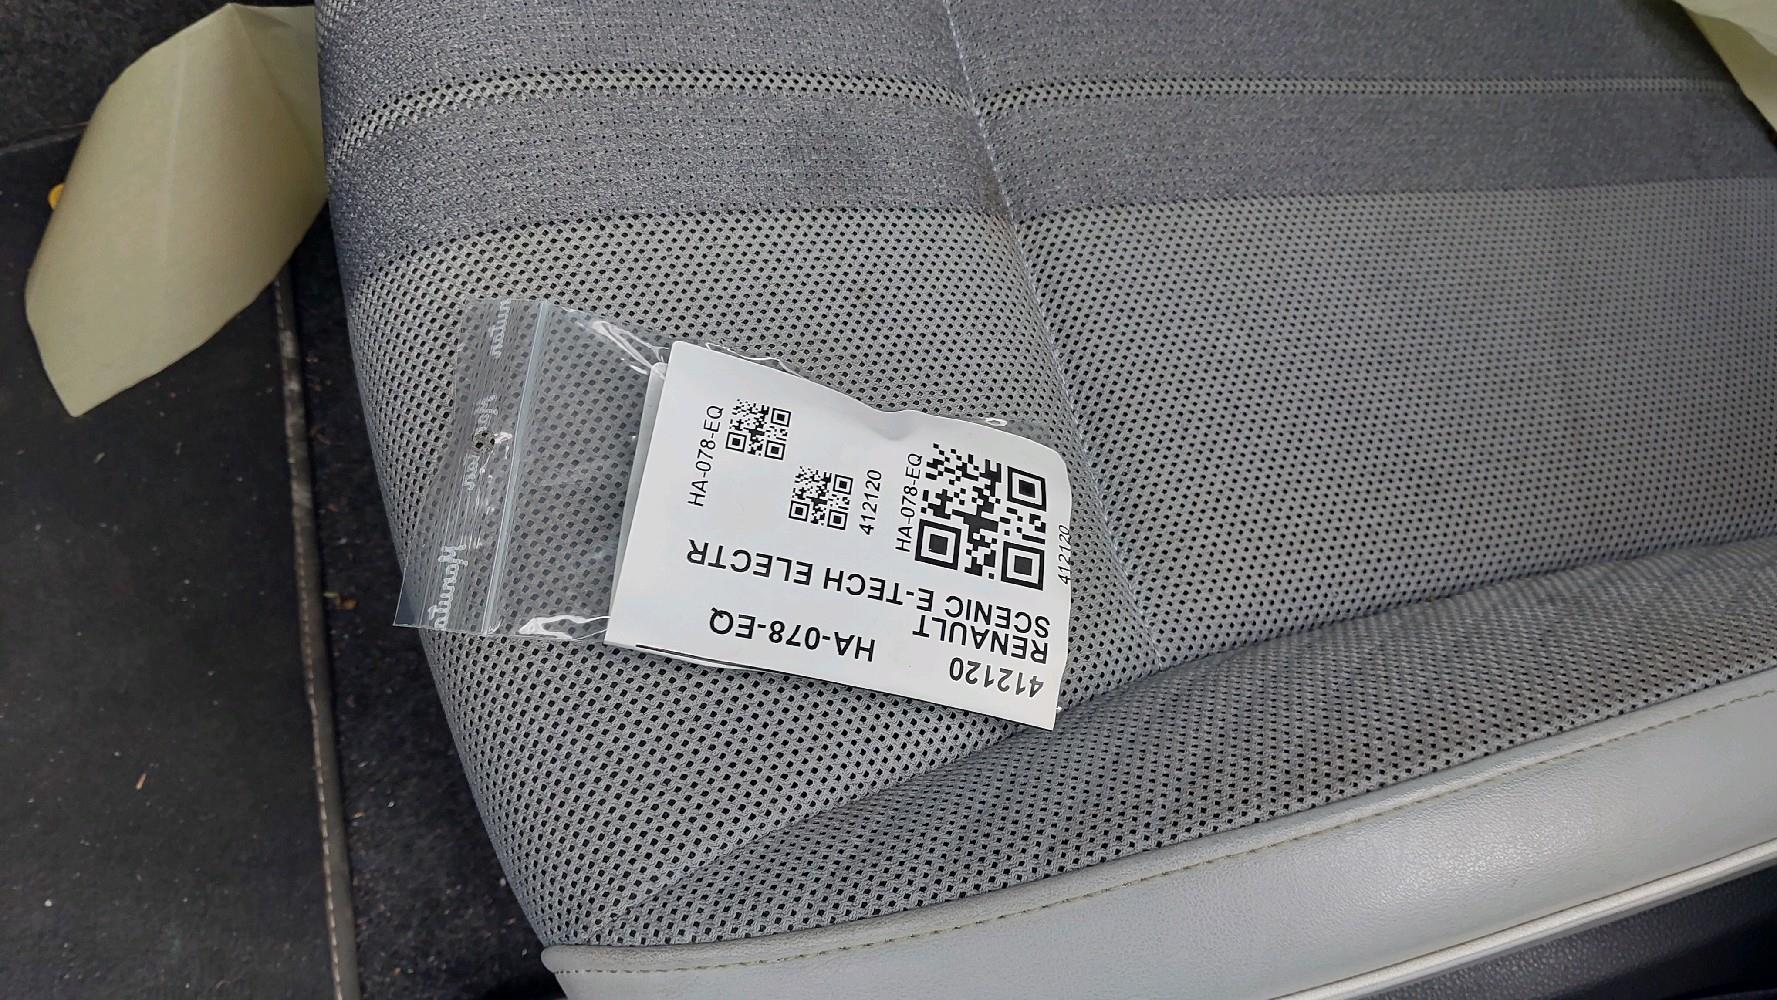 412120
RENAULT
SCENIC E-TECH ELECTR
HA-078-EQ
HA-078-EQ
412120
412120
HA-078-EQ